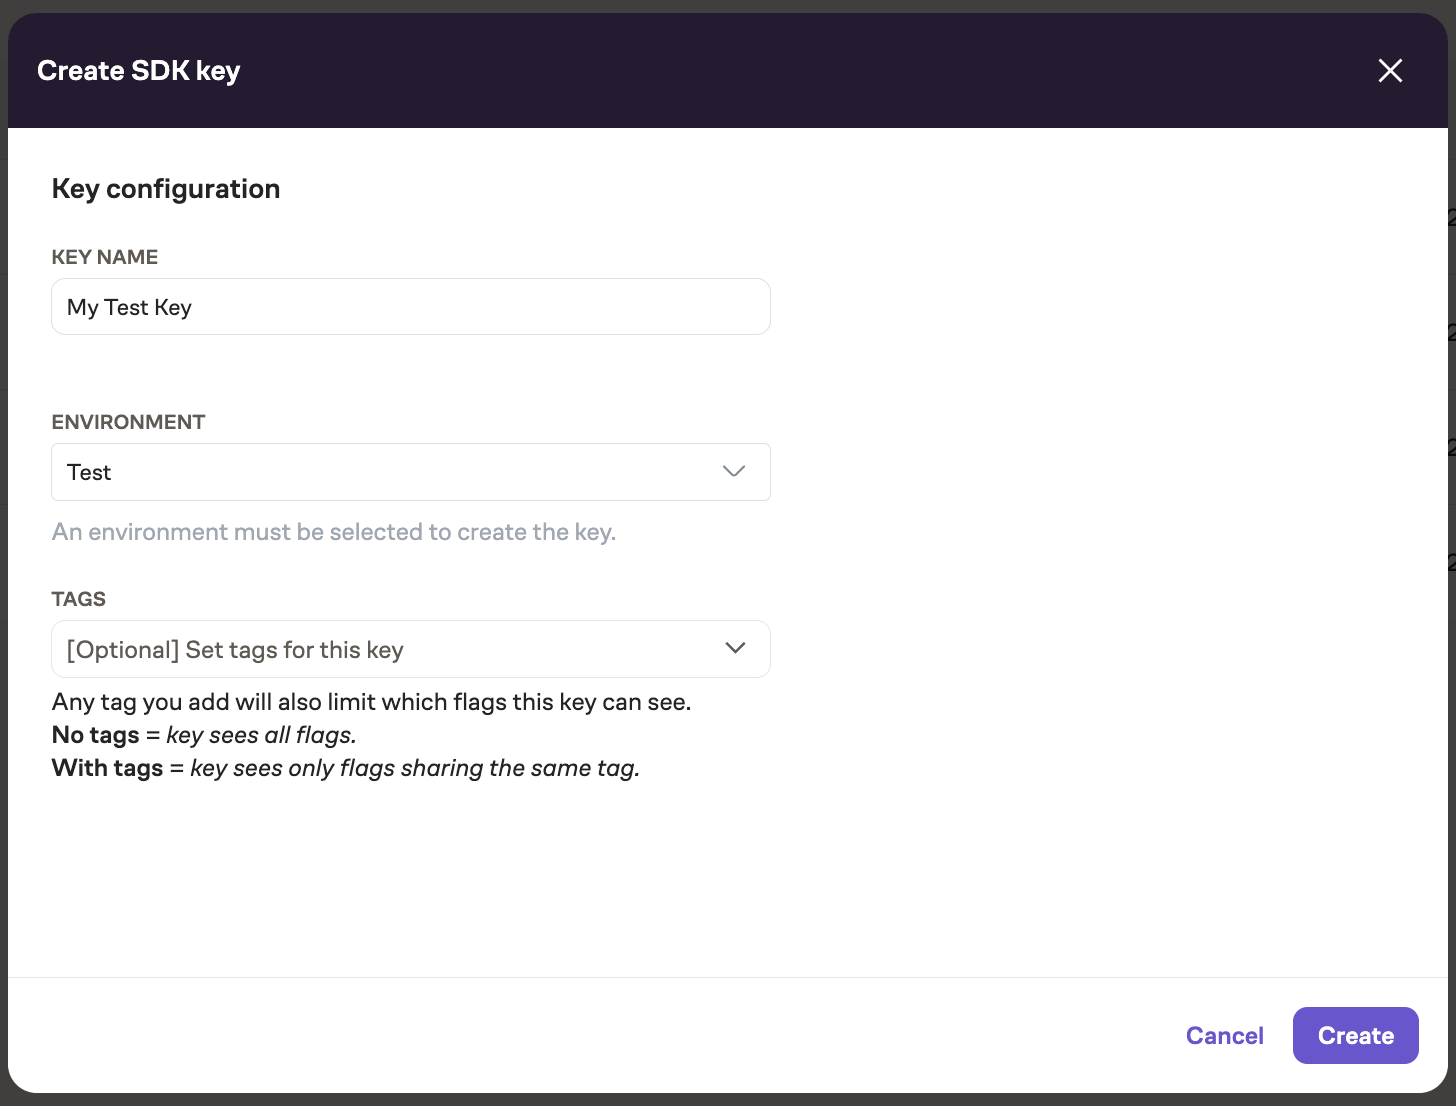 Create SDK key
Key configuration
KEY NAME
My Test Key
ENVIRONMENT
Test
An environment must be selected to create the key.
TAGS
[Optional] Set tags for this key
Any tag you add will also limit which flags this key can see.
No tags = key sees all flags.
With tags = key sees only flags sharing the same tag.
Cancel
Create